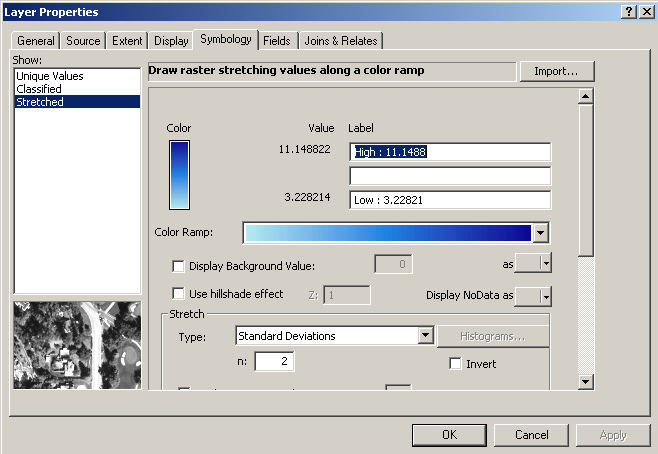 Layer Properties
General Source Extent Display Symbology Fields Joins & Relates
Show:
Unique Values
Classified
Stretched
Draw raster stretching values along a color ramp
Import...
Color Value Label
11.148822 High : 11.1488
3.228214 Low : 3.22821
Color Ramp:
Display Background Value: 0 as
Use hillshade effect Z: 1 Display NoData as
Stretch
Type: Standard Deviations Histograms...
n: 2 Invert
OK Cancel Apply